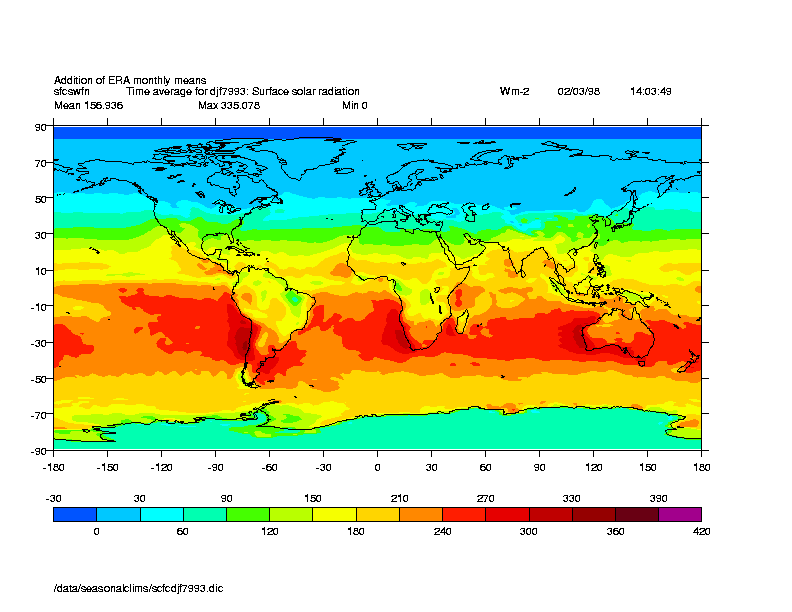 Addition of ERA monthly means
sfcswfn Time average for djf7993: Surface solar radiation Wm-2 02/03/98 14:03:49
Mean 156.936 Max 335.078 Min 0
90
70
50
30
10
-10
-30
-50
-70
-90
-180 -150 -120 -90 -60 -30 0 30 60 90 120 150 180
-30 30 90 150 210 270 330 390
0 60 120 180 240 300 360 420
/data/seasonalclims/scfcdjf7993.dic